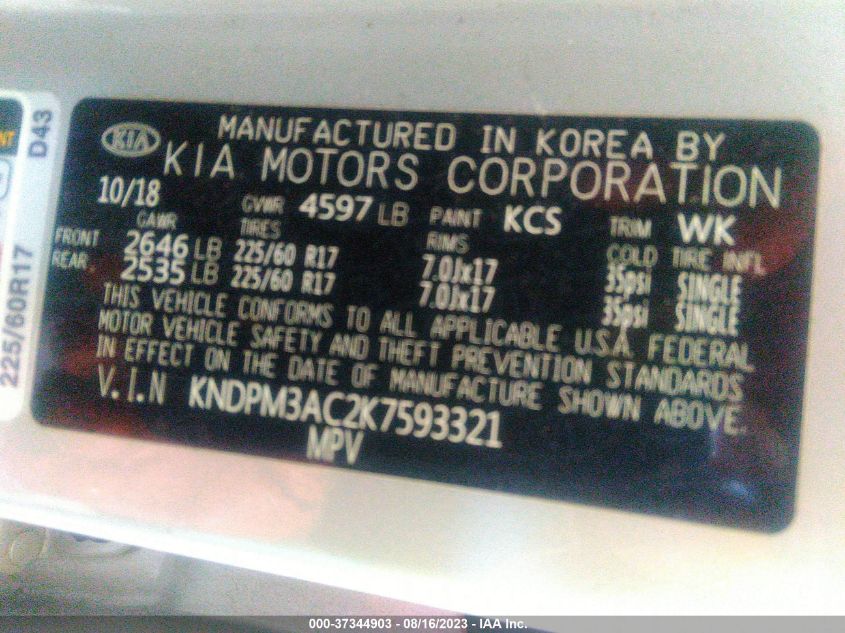 NT
D43
225/60R17
KIA
MANUFACTURED IN KOREA BY
KIA MOTORS CORPORATION
10/18 GVWR 4597 LB PAINT KCS TRIM WK
GAWR TIRES RIMS COLD TIRE INFL
FRONT 2646 LB 225/60 R17 7.0Jx17 35psi SINGLE
REAR 2535 LB 225/60 R17 7.0Jx17 35psi SINGLE
THIS VEHICLE CONFORMS TO ALL APPLICABLE U.S.A. FEDERAL
MOTOR VEHICLE SAFETY AND THEFT PREVENTION STANDARDS
IN EFFECT ON THE DATE OF MANUFACTURE SHOWN ABOVE.
V.I.N KNDPM3AC2K7593321
MPV
000-37344903 - 08/16/2023 - IAA Inc.